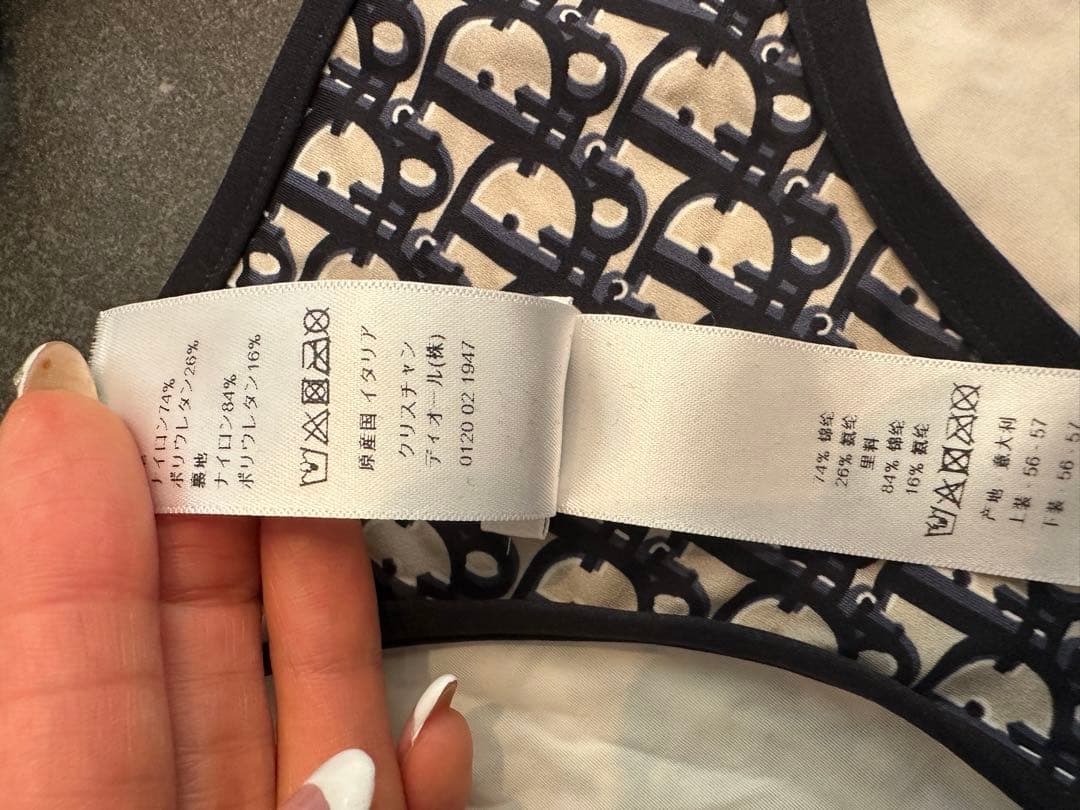 ナイロン74%
ポリウレタン26%
裏地
ナイロン84%
ポリウレタン16%
原産国 イタリア
クリスチャン
ディオール(株)
0120 02 1947
74% 锦纶
26% 氨纶
里料
84% 锦纶
16% 氨纶
产地: 意大利
上装: 56 · 57
下装: 56 · 57